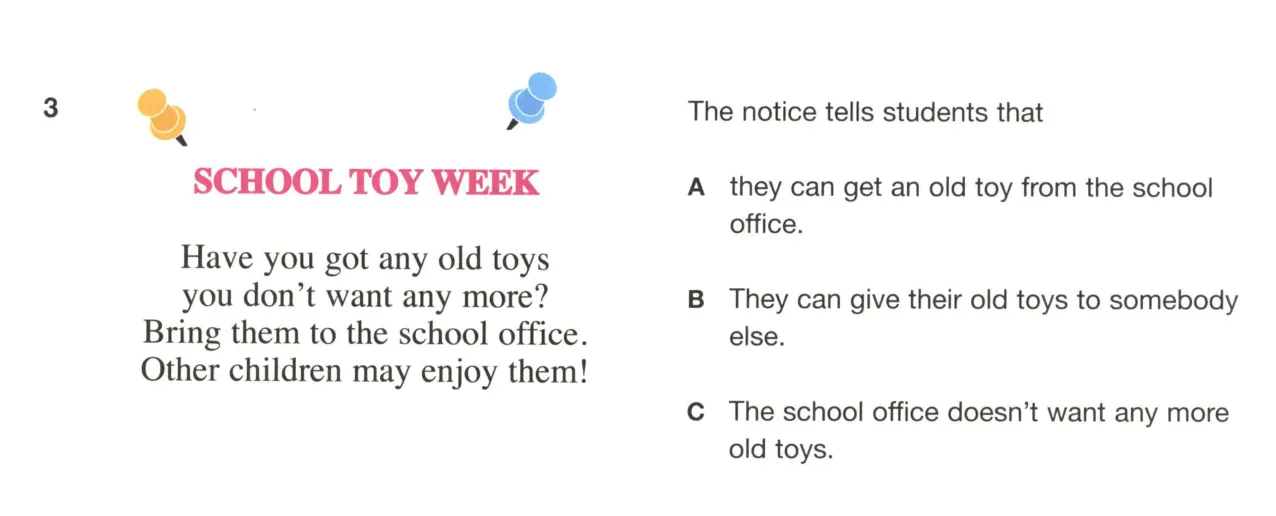 3
SCHOOL TOY WEEK
Have you got any old toys
you don't want any more?
Bring them to the school office.
Other children may enjoy them!
The notice tells students that
A they can get an old toy from the school
office.
B They can give their old toys to somebody
else.
C The school office doesn't want any more
old toys.